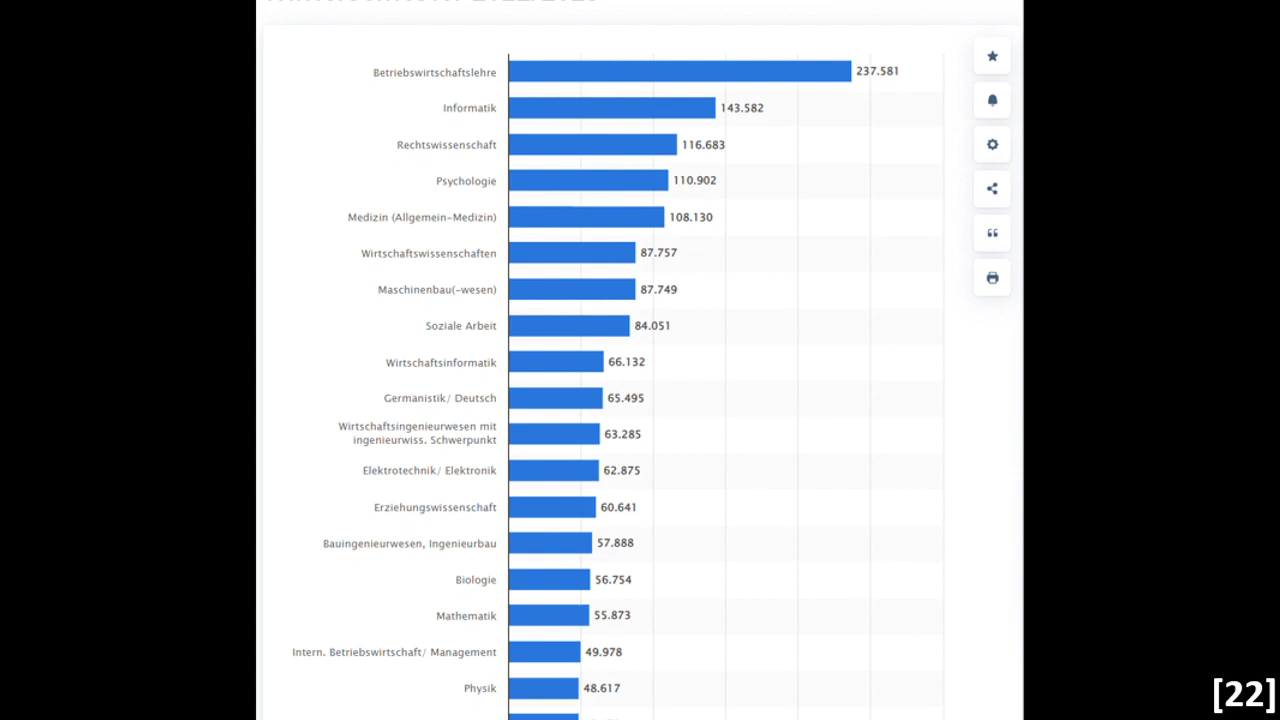 Betriebswirtschaftslehre 237.581
Informatik 143.582
Rechtswissenschaft 116.683
Psychologie 110.902
Medizin (Allgemein-Medizin) 108.130
Wirtschaftswissenschaften 87.757
Maschinenbau(-wesen) 87.749
Soziale Arbeit 84.051
Wirtschaftsinformatik 66.132
Germanistik/ Deutsch 65.495
Wirtschaftsingenieurwesen mit
ingenieurwiss. Schwerpunkt 63.285
Elektrotechnik/ Elektronik 62.875
Erziehungswissenschaft 60.641
Bauingenieurwesen, Ingenieurbau 57.888
Biologie 56.754
Mathematik 55.873
Intern. Betriebswirtschaft/ Management 49.978
Physik 48.617
[22]